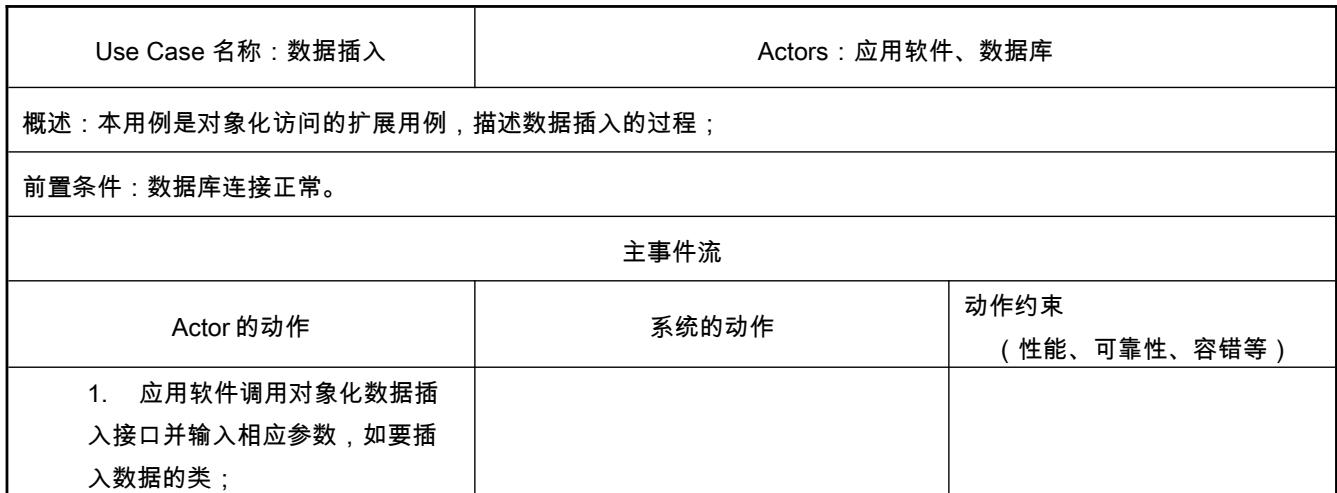 Use Case 名称：数据插入
Actors：应用软件、数据库
概述：本用例是对象化访问的扩展用例，描述数据插入的过程；
前置条件：数据库连接正常。
主事件流
Actor 的动作
系统的动作
动作约束
（性能、可靠性、容错等）
1. 应用软件调用对象化数据插
入接口并输入相应参数，如要插
入数据的类；